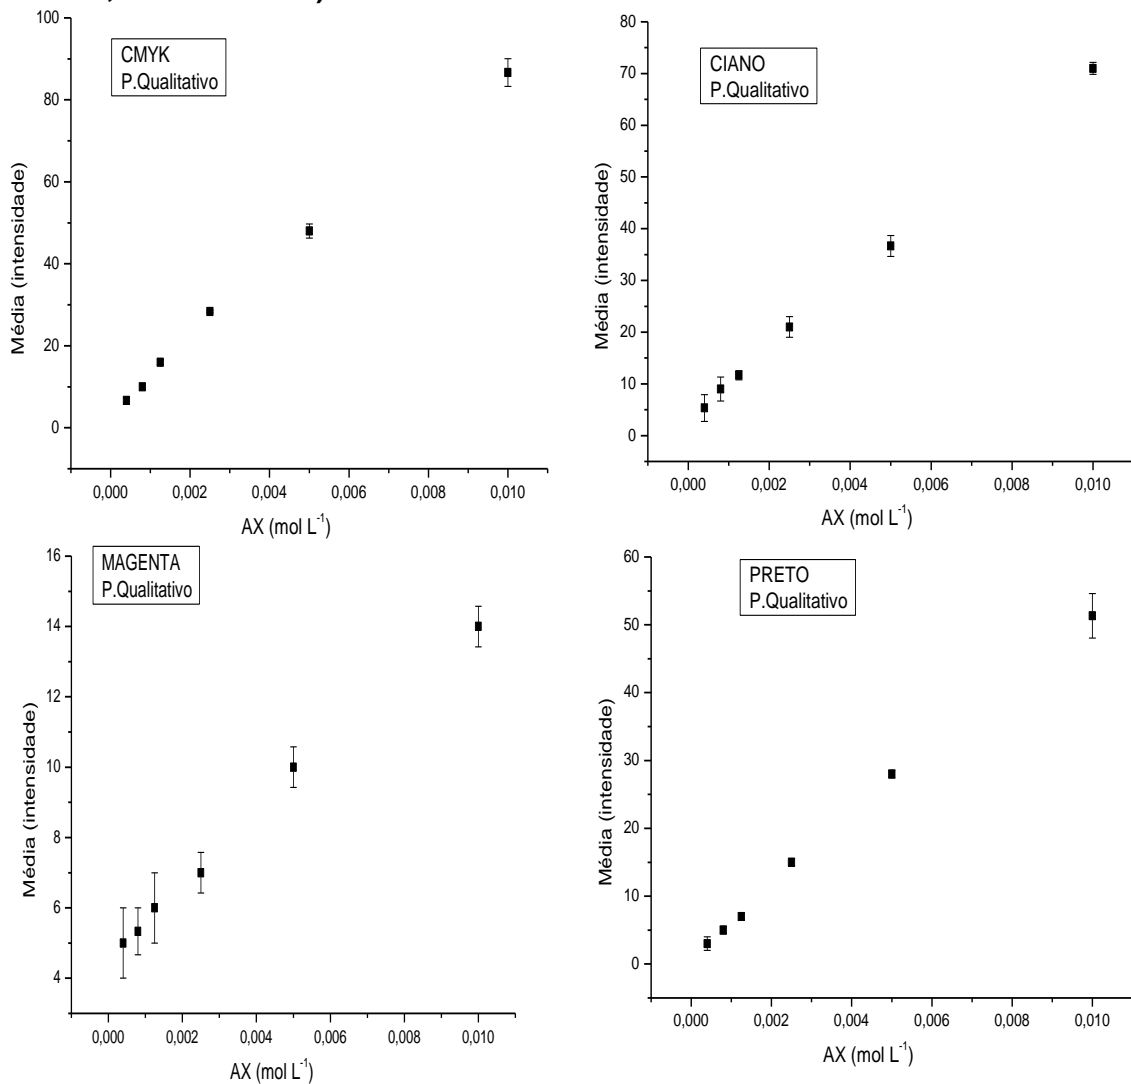 100
80
60
40
20
0
Média (intensidade)
CMYK
P.Qualitativo
0,000 0,002 0,004 0,006 0,008 0,010
AX (mol L⁻¹)
80
70
60
50
40
30
20
10
0
Média (intensidade)
CIANO
P.Qualitativo
0,000 0,002 0,004 0,006 0,008 0,010
AX (mol L⁻¹)
16
14
12
10
8
6
4
Média (intensidade)
MAGENTA
P.Qualitativo
0,000 0,002 0,004 0,006 0,008 0,010
AX (mol L⁻¹)
60
50
40
30
20
10
0
Média (intensidade)
PRETO
P.Qualitativo
0,000 0,002 0,004 0,006 0,008 0,010
AX (mol L⁻¹)